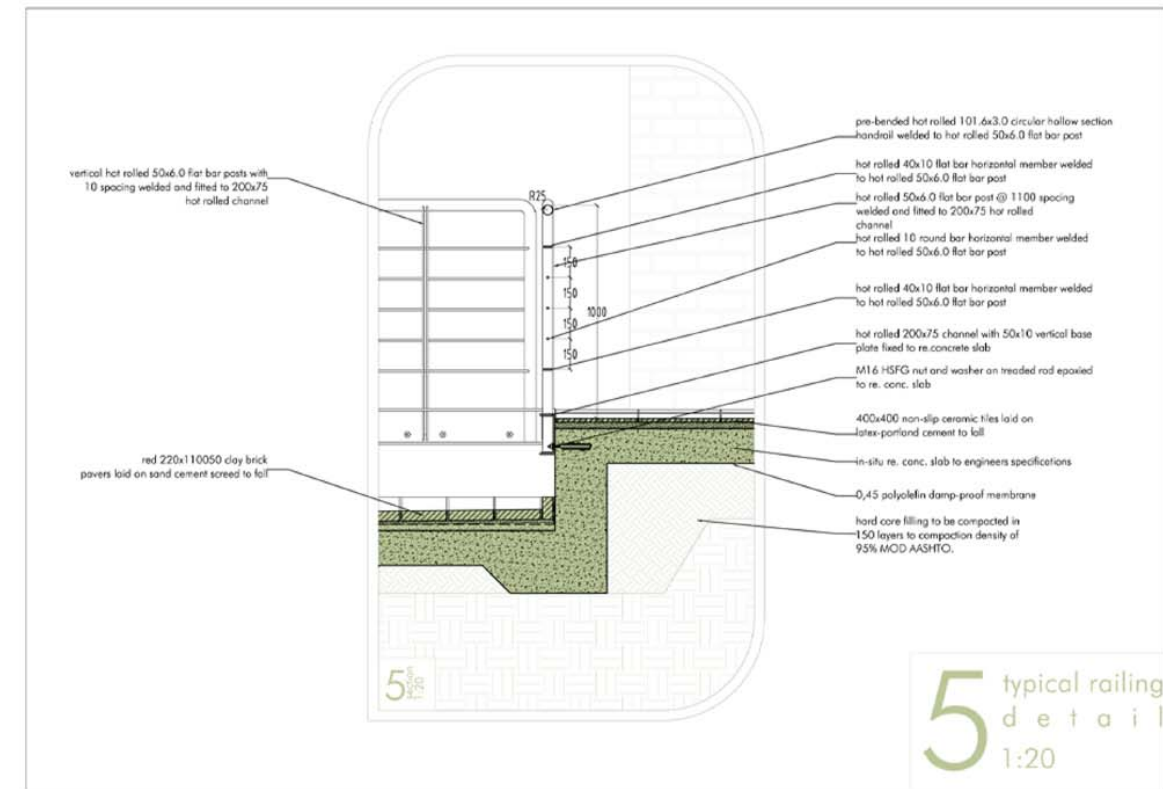 vertical hot rolled 50x6.0 flat bar posts with
10 spacing welded and fitted to 200x75
hot rolled channel
red 220x110050 clay brick
pavers laid on sand cement screed to fall
R25
150
150
150
150
1000
pre-bended hot rolled 101.6x3.0 circular hollow section
handrail welded to hot rolled 50x6.0 flat bar post
hot rolled 40x10 flat bar horizontal member welded
to hot rolled 50x6.0 flat bar post
hot rolled 50x6.0 flat bar post @ 1100 spacing
welded and fitted to 200x75 hot rolled
channel
hot rolled 10 round bar horizontal member welded
to hot rolled 50x6.0 flat bar post
hot rolled 40x10 flat bar horizontal member welded
to hot rolled 50x6.0 flat bar post
hot rolled 200x75 channel with 50x10 vertical base
plate fixed to re.concrete slab
M16 HSFG nut and washer on treaded rod epoxied
to re. conc. slab
400x400 non-slip ceramic tiles laid on
latex-portland cement to fall
in-situ re. conc. slab to engineers specifications
0,45 polyolefin damp-proof membrane
hard core filling to be compacted in
150 layers to compaction density of
95% MOD AASHTO.
5 section 1:20
5 typical railing
detail
1:20